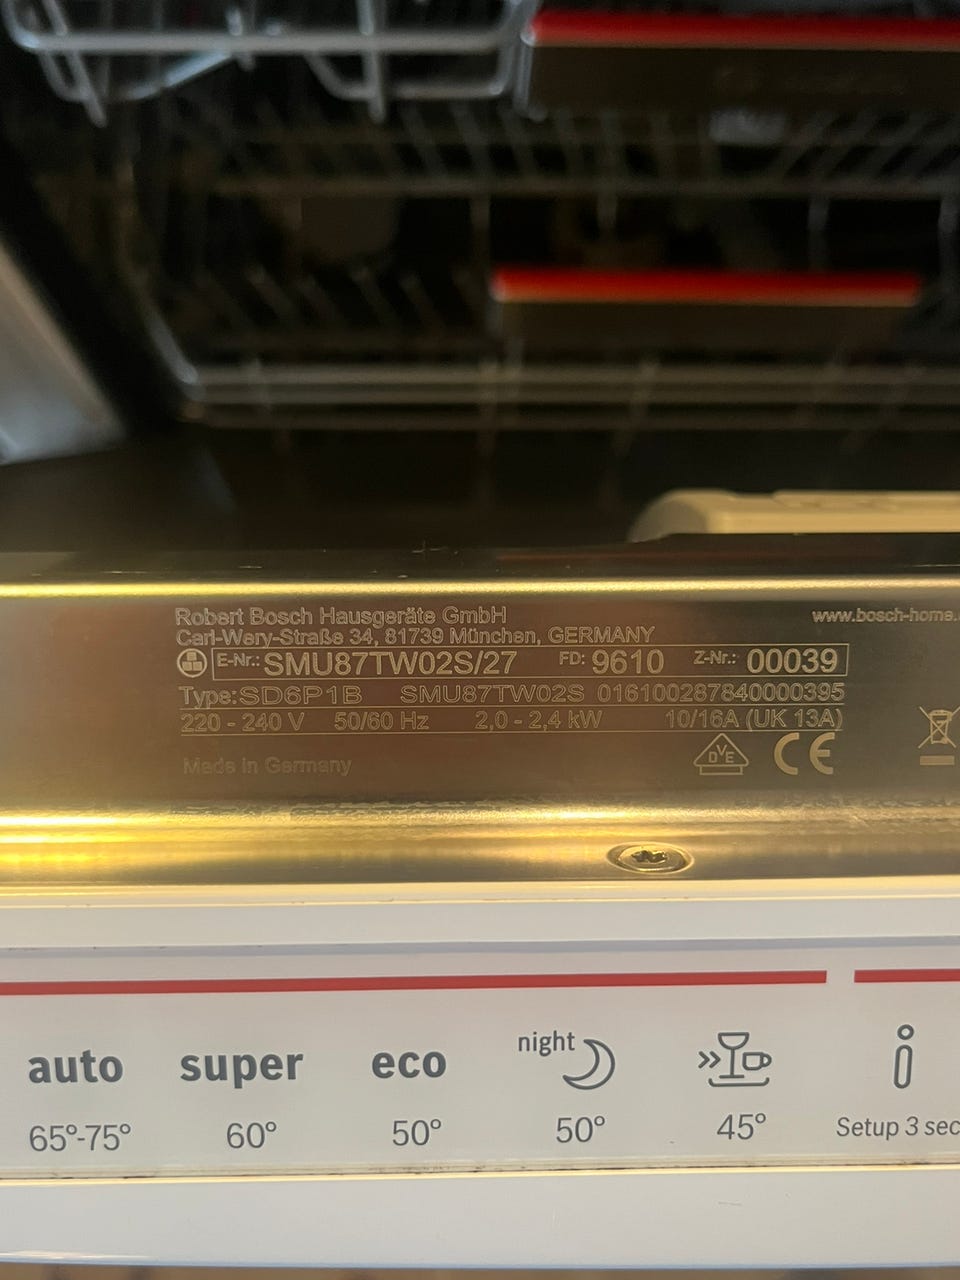 Robert Bosch Hausgeräte GmbH
www.bosch-home.
Carl-Wery-Straße 34, 81739 München, GERMANY
E-Nr.: SMU87TW02S/27 FD: 9610 Z-Nr.: 00039
Type: SD6P1B SMU87TW02S 016100287840000395
220 - 240 V 50/60 Hz 2,0 - 2,4 kW 10/16A (UK 13A)
Made in Germany
DVE CE
auto super eco night
65°-75° 60° 50° 50° 45° Setup 3 sec